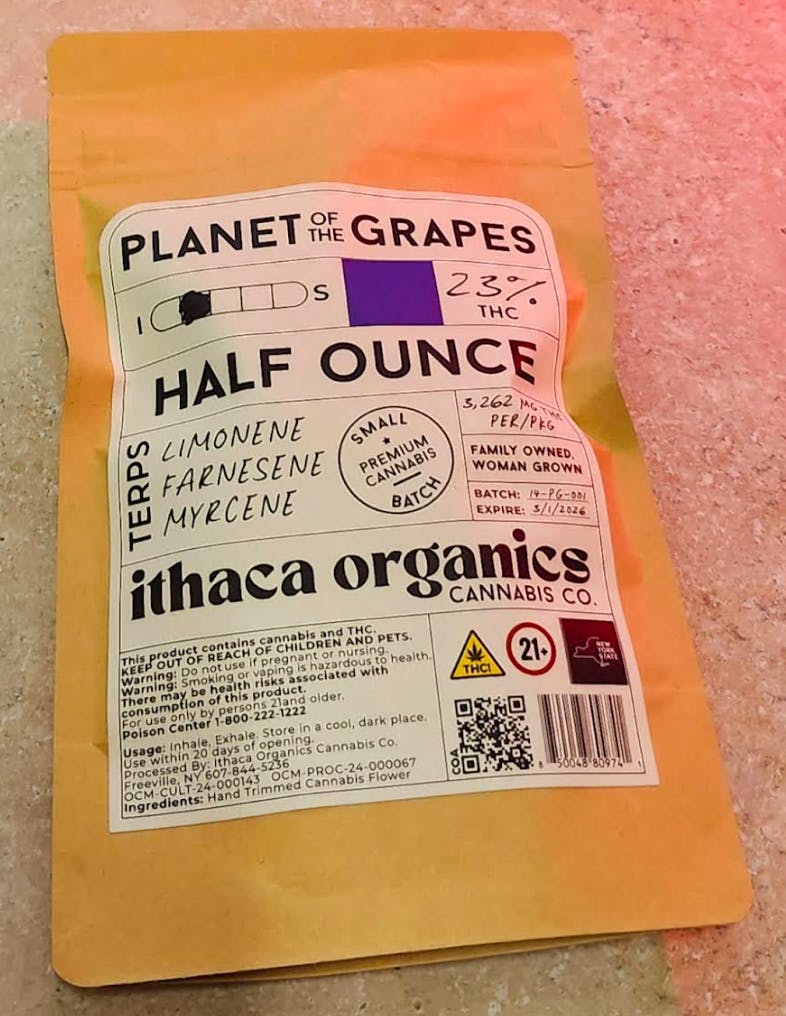 PLANET OF THE GRAPES
I S
23% THC
HALF OUNCE
TERPS
LIMONENE
FARNESENE
MYRCENE
SMALL
PREMIUM
CANNABIS
BATCH
3,262 MG THC
PER/PKG
FAMILY OWNED.
WOMAN GROWN
BATCH: 14-PG-001
EXPIRE: 3/1/2026
ithaca organics
CANNABIS CO.
This product contains cannabis and THC.
KEEP OUT OF REACH OF CHILDREN AND PETS.
Warning: Do not use if pregnant or nursing.
Warning: Smoking or vaping is hazardous to health.
There may be health risks associated with
consumption of this product.
For use only by persons 21and older.
Poison Center 1-800-222-1222
Usage: Inhale, Exhale. Store in a cool, dark place.
Use within 20 days of opening.
Processed By: Ithaca Organics Cannabis Co.
Freeville, NY 607-844-5236
OCM-CULT-24-000143 OCM-PROC-24-000067
Ingredients: Hand Trimmed Cannabis Flower
THC!
21+
NEW
YORK
STATE
COA
8 50048 80974 1